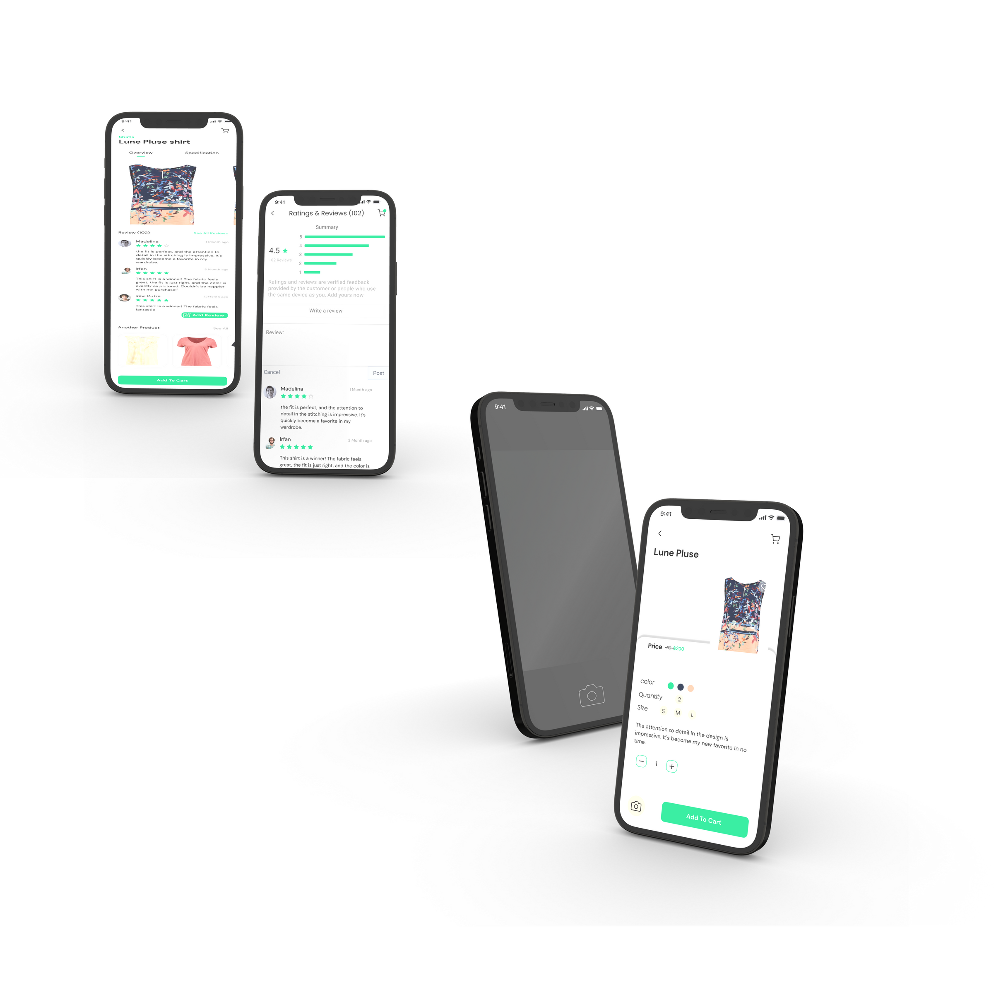 9:41
Shirts
Lune Pluse shirt
Overview Specification
Review (102) See All Reviews
Madelina 1 Month ago
the fit is perfect, and the attention to
detail in the stitching is impressive. It's
quickly become a favorite in my
wardrobe.
Irfan 3 Month ago
This shirt is a winner! The fabric feels
great, the fit is just right, and the color is
exactly as pictured. Couldn't be happier
with my purchase!"
Ravi Putra 12Month ago
This shirt is a winner! The fabric feels
fantastic
Add Review
Another Product See All
Add To Cart
9:41
Ratings & Reviews (102)
Summary
5
4
4.5
3
102 Reviews
2
1
Ratings and reviews are verified feedback
provided by the customer or people who use
the same device as you, Add yours now
Write a review
Review:
Cancel Post
Madelina 1 Month ago
the fit is perfect, and the attention to
detail in the stitching is impressive. It's
quickly become a favorite in my
wardrobe.
Irfan 3 Month ago
This shirt is a winner! The fabric feels
great, the fit is just right, and the color is
9:41
9:41
Lune Pluse
Price 30 $200
color
Quantity 2
Size S M L
The attention to detail in the design is
impressive. It's become my new favorite in no
time.
− 1 +
Add To Cart